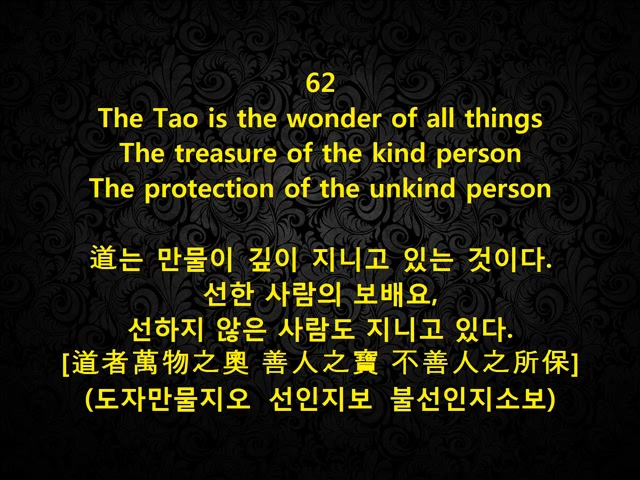 62
The Tao is the wonder of all things
The treasure of the kind person
The protection of the unkind person
道는 만물이 깊이 지니고 있는 것이다.
선한 사람의 보배요,
선하지 않은 사람도 지니고 있다.
[道者萬物之奧 善人之寶 不善人之所保]
(도자만물지오 선인지보 불선인지소보)